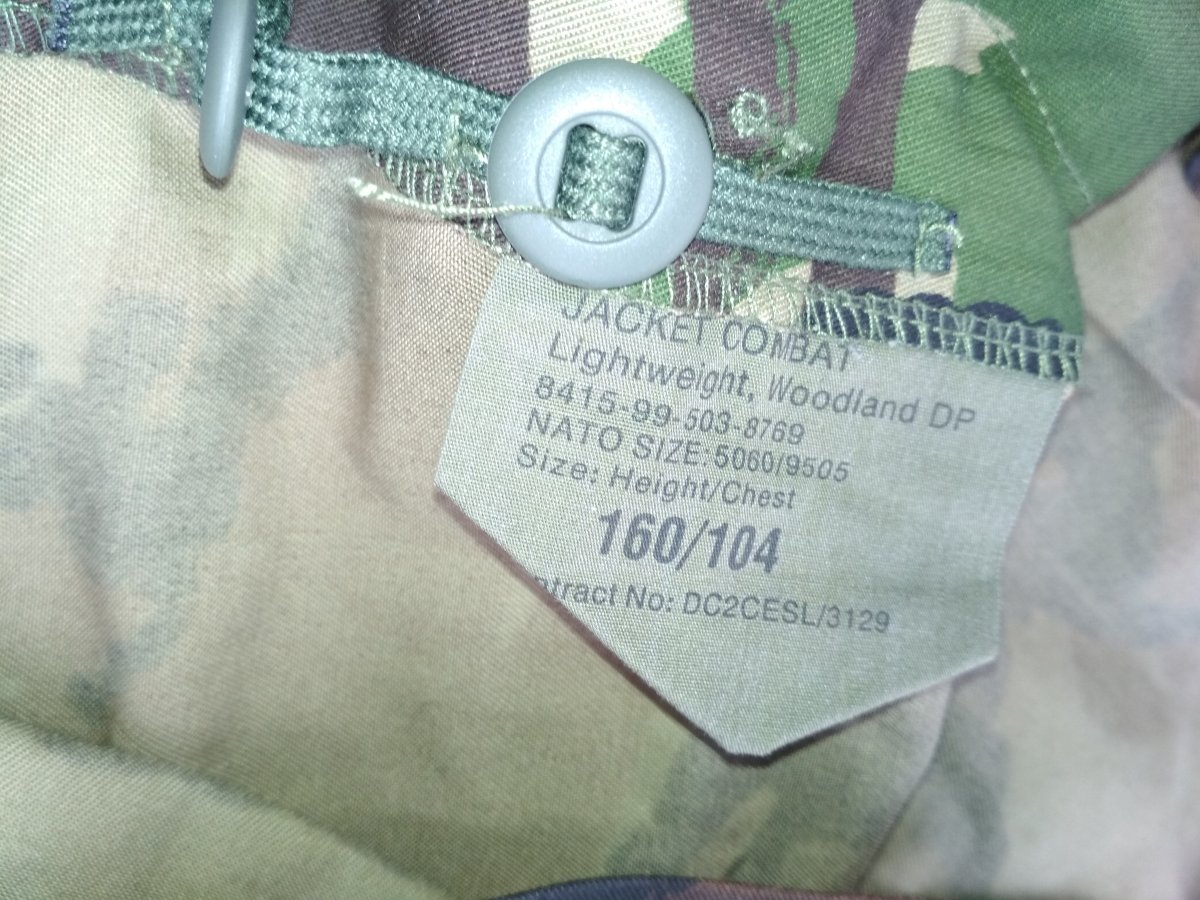 JACKET COMBAT
Lightweight, Woodland DP
8415-99-503-8769
NATO SIZE: 5060/9505
Size: Height/Chest
160/104
ntract No: DC2CESL/3129